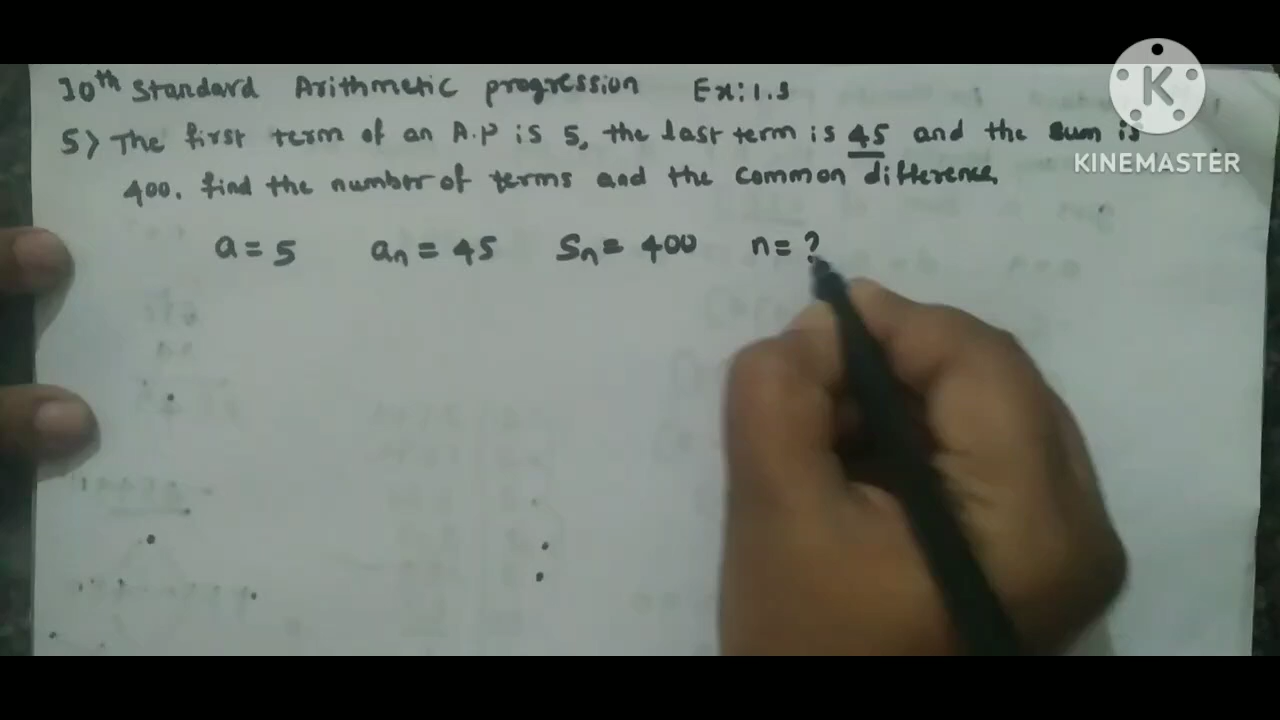 10th Standard Arithmetic progression Ex: 1.3
5) The first term of an A.P is 5, the last term is 45 and the sum is
400. find the number of terms and the common difference.
a = 5 an = 45 Sn = 400 n = ?
K
KINEMASTER